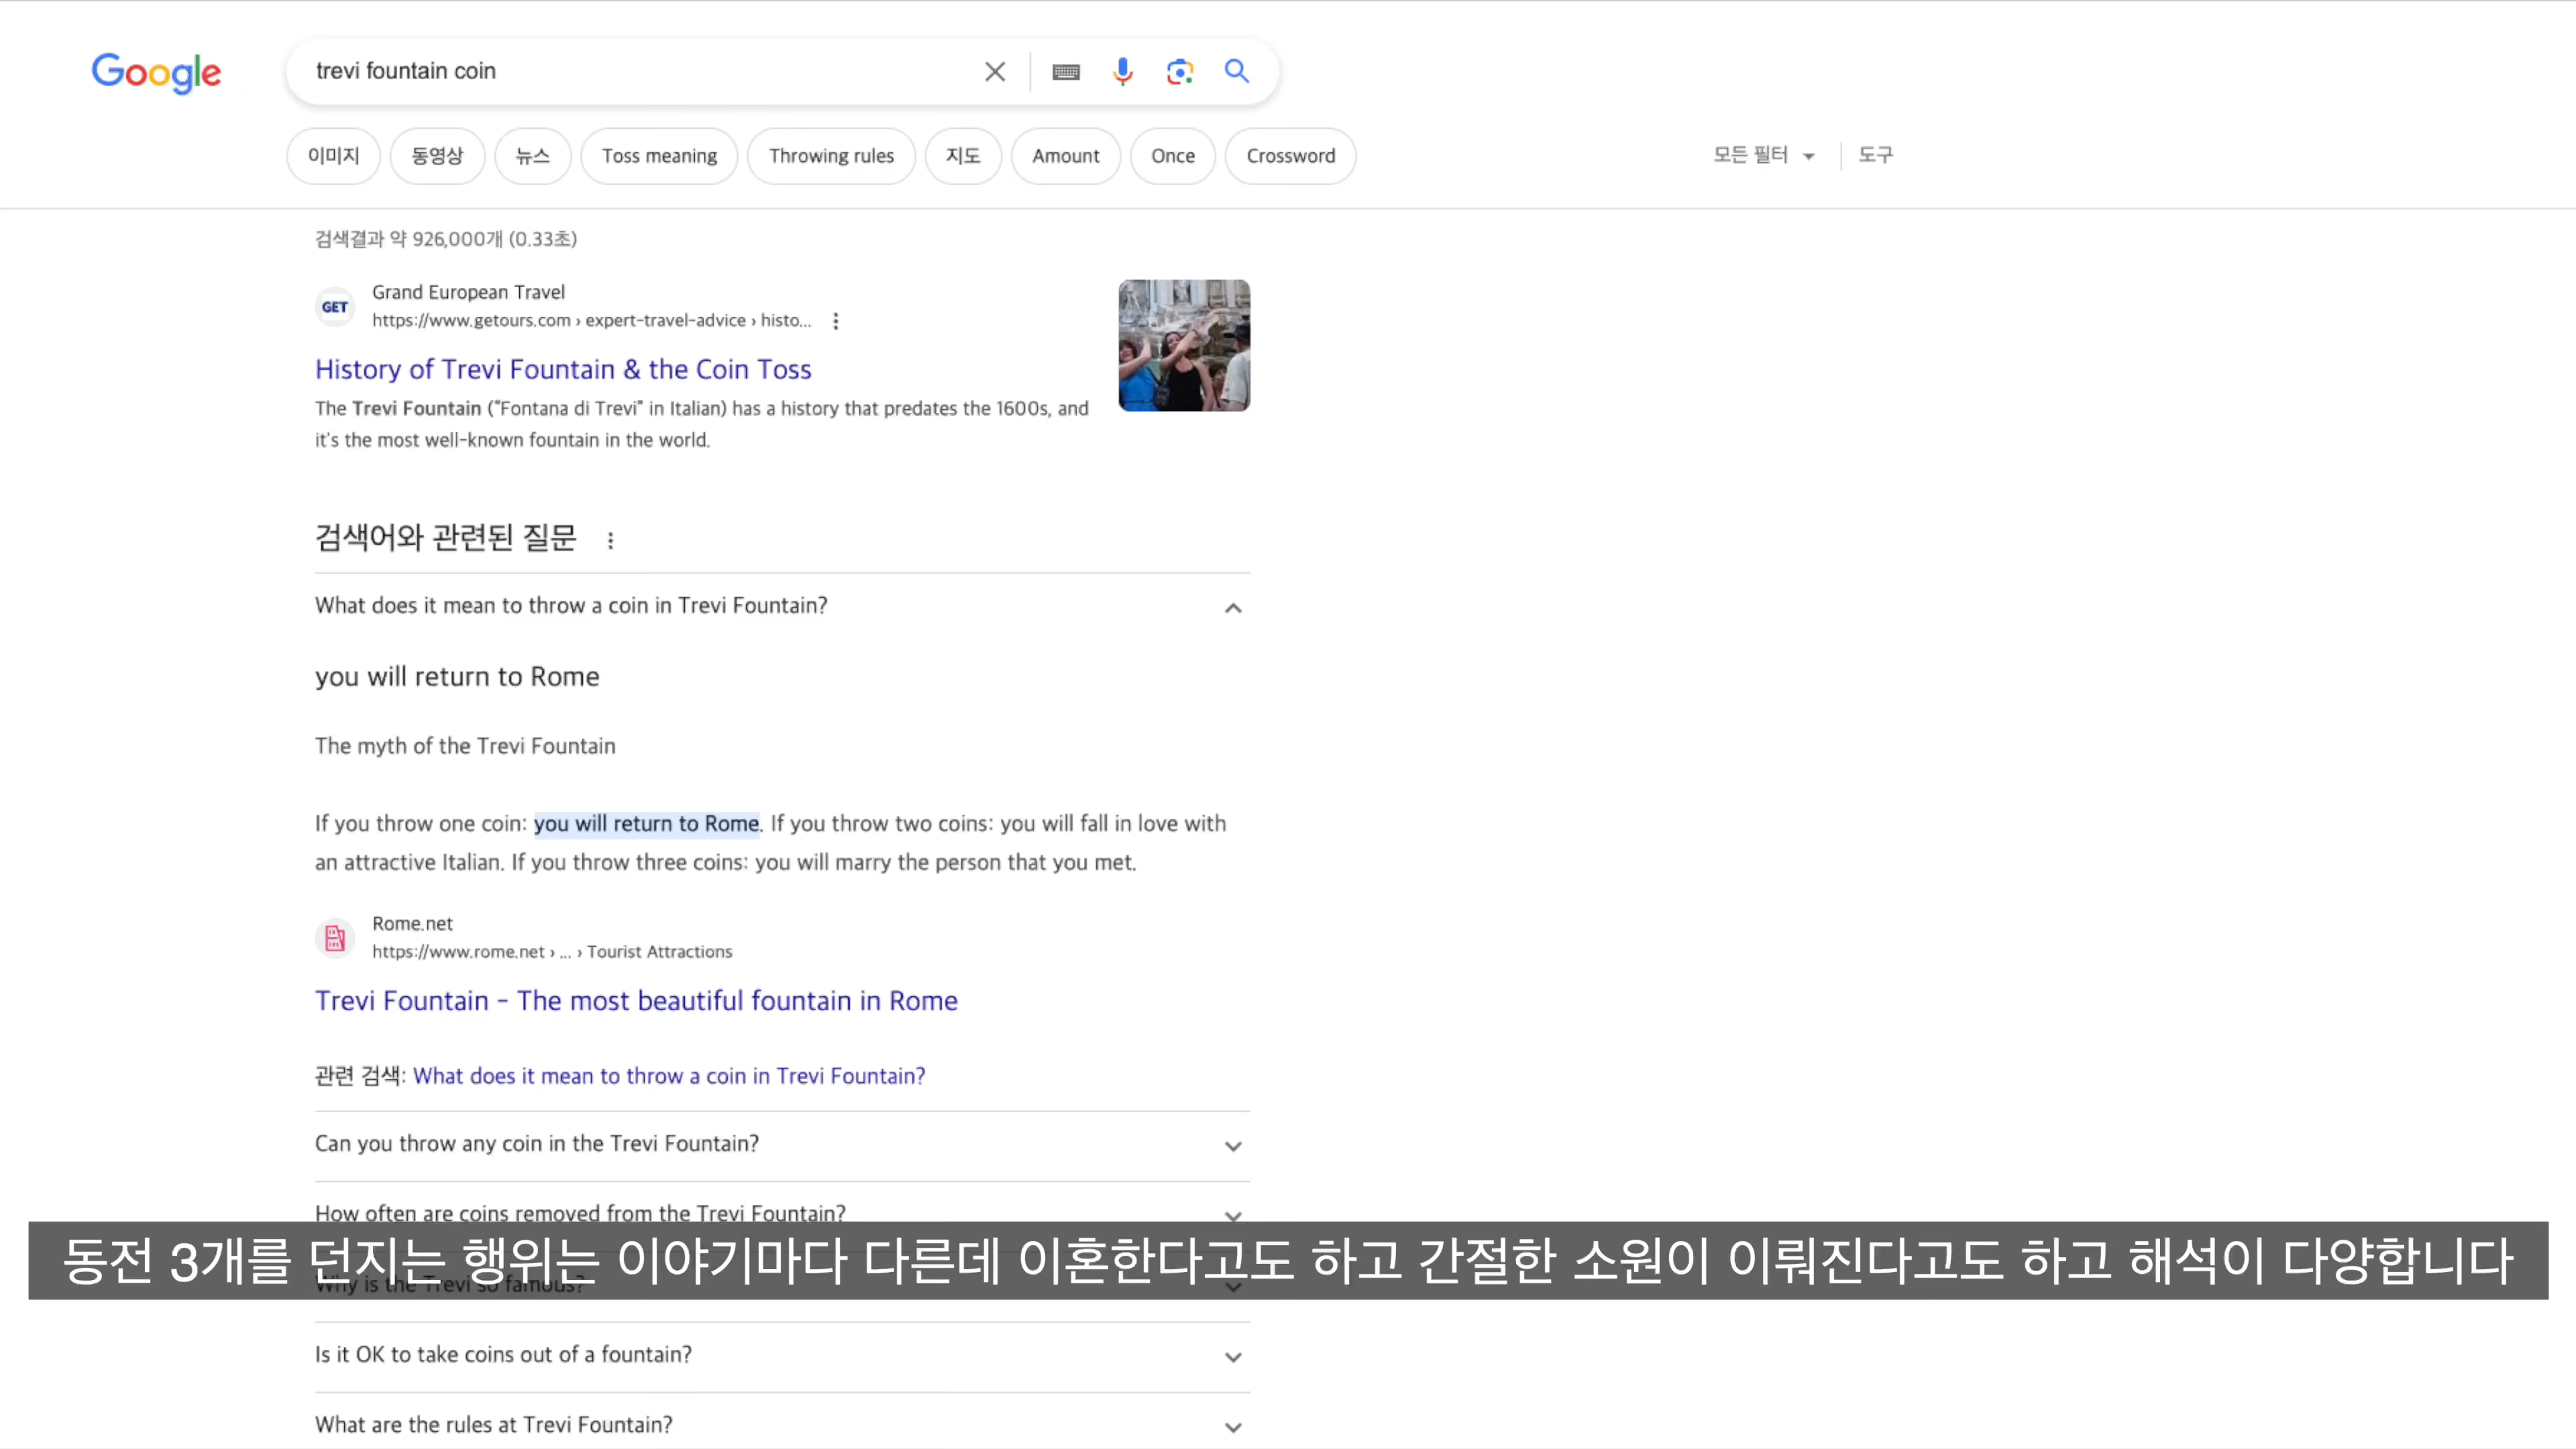 Google
trevi fountain coin
이미지
동영상
뉴스
Toss meaning
Throwing rules
지도
Amount
Once
Crossword
모든 필터
도구
검색결과 약 926,000개 (0.33초)
GET
Grand European Travel
https://www.getours.com › expert-travel-advice › histo...
History of Trevi Fountain & the Coin Toss
The Trevi Fountain ("Fontana di Trevi" in Italian) has a history that predates the 1600s, and
it's the most well-known fountain in the world.
검색어와 관련된 질문
What does it mean to throw a coin in Trevi Fountain?
you will return to Rome
The myth of the Trevi Fountain
If you throw one coin: you will return to Rome. If you throw two coins: you will fall in love with
an attractive Italian. If you throw three coins: you will marry the person that you met.
Rome.net
https://www.rome.net › ... › Tourist Attractions
Trevi Fountain - The most beautiful fountain in Rome
관련 검색: What does it mean to throw a coin in Trevi Fountain?
Can you throw any coin in the Trevi Fountain?
How often are coins removed from the Trevi Fountain?
동전 3개를 던지는 행위는 이야기마다 다른데 이혼한다고도 하고 간절한 소원이 이뤄진다고도 하고 해석이 다양합니다
Why is the Trevi so famous?
Is it OK to take coins out of a fountain?
What are the rules at Trevi Fountain?